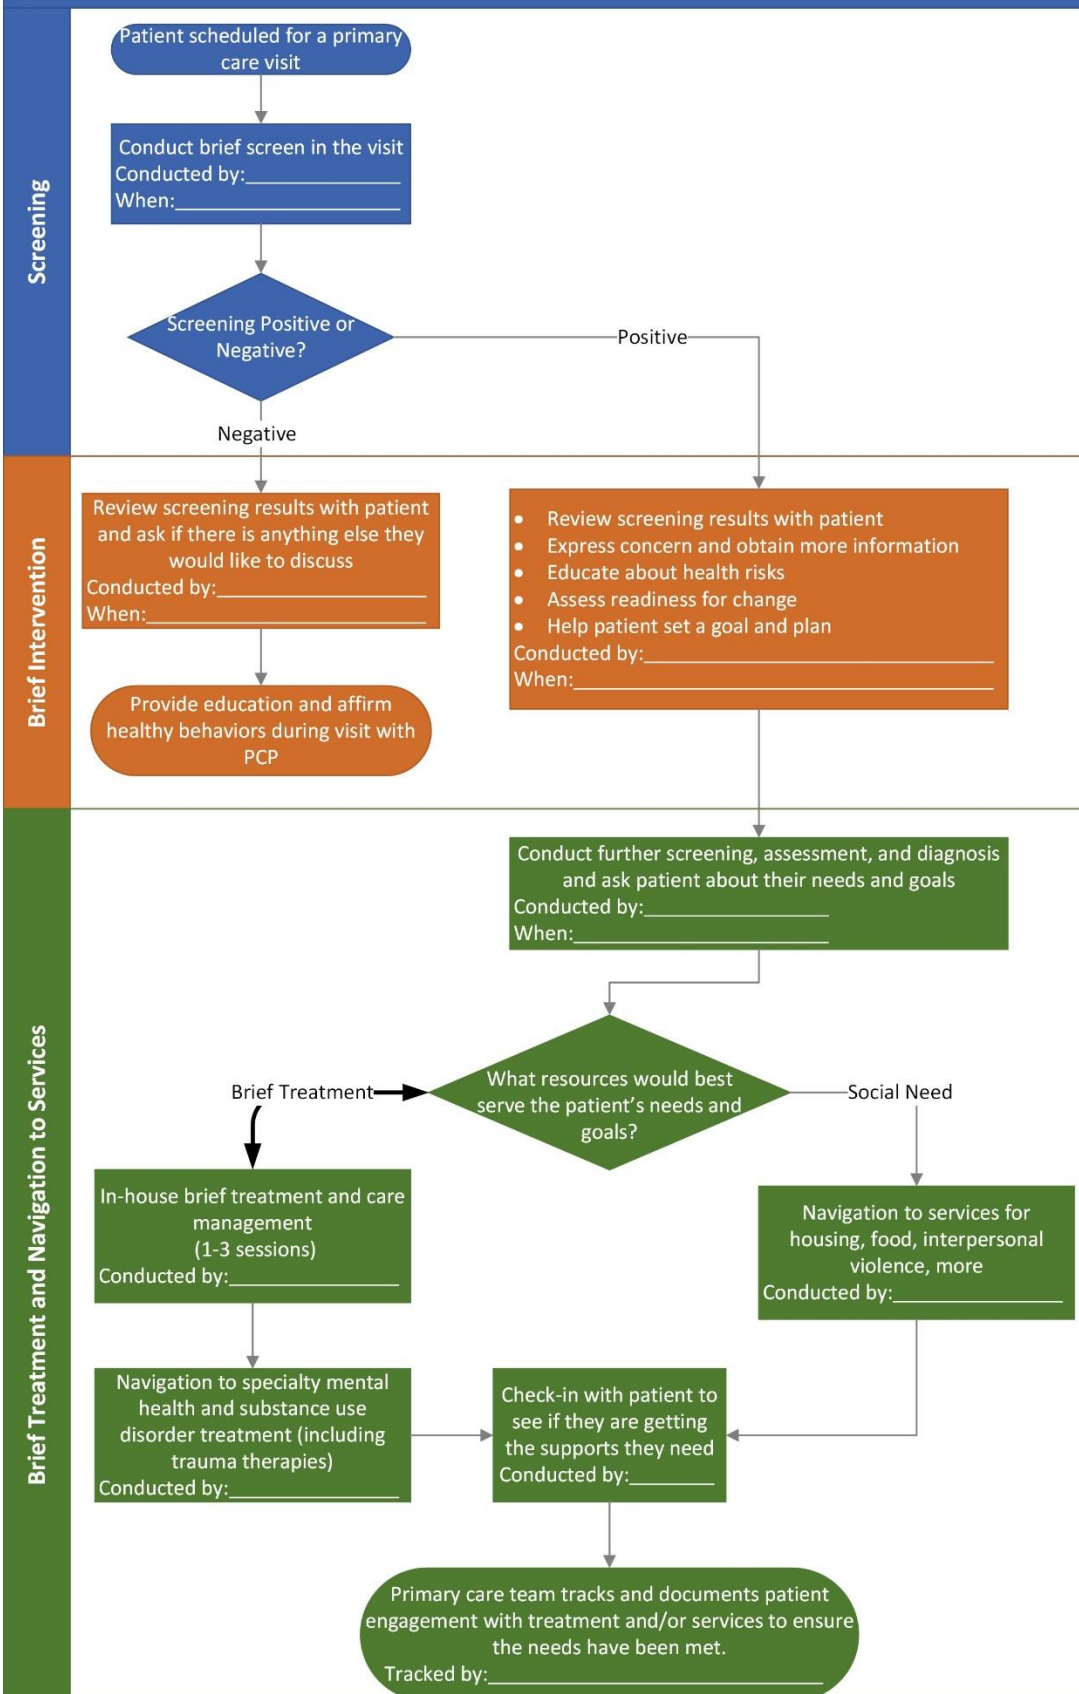 Screening
Patient scheduled for a primary
care visit
Conduct brief screen in the visit
Conducted by:______________
When:____________________
Screening Positive or
Negative?
Positive
Negative
Brief Intervention
Review screening results with patient
and ask if there is anything else they
would like to discuss
Conducted by:___________________
When:_________________________
Provide education and affirm
healthy behaviors during visit with
PCP
• Review screening results with patient
• Express concern and obtain more information
• Educate about health risks
• Assess readiness for change
• Help patient set a goal and plan
Conducted by:________________________________
When:______________________________________
Brief Treatment and Navigation to Services
Conduct further screening, assessment, and diagnosis
and ask patient about their needs and goals
Conducted by:_________________
When:_______________________
What resources would best
serve the patient’s needs and
goals?
Brief Treatment
Social Need
In-house brief treatment and care
management
(1-3 sessions)
Conducted by:_______________
Navigation to services for
housing, food, interpersonal
violence, more
Conducted by:_______________
Navigation to specialty mental
health and substance use
disorder treatment (including
trauma therapies)
Conducted by:_______________
Check-in with patient to
see if they are getting
the supports they need
Conducted by:________
Primary care team tracks and documents patient
engagement with treatment and/or services to ensure
the needs have been met.
Tracked by:______________________________